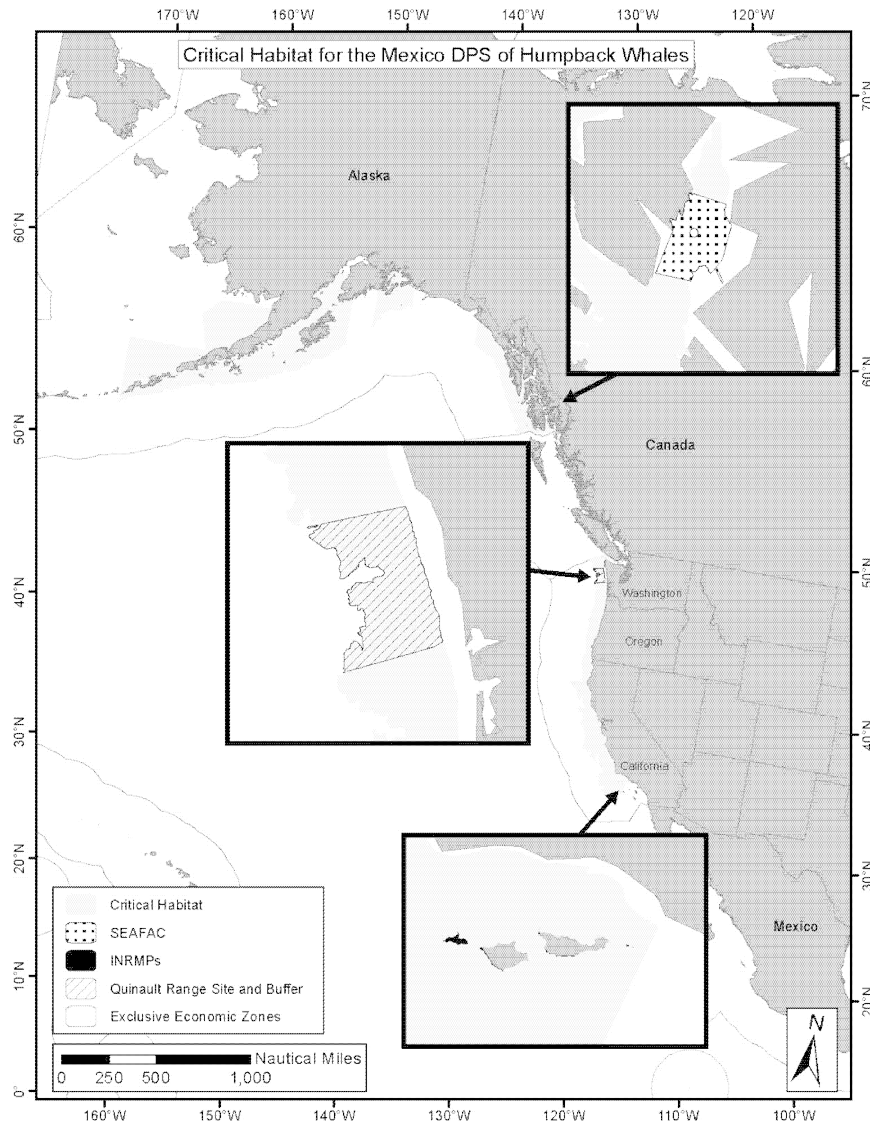 170°W 160°W 150°W 140°W 130°W 120°W
Critical Habitat for the Mexico DPS of Humpback Whales
70°N
Alaska
60°N
60°N
50°N
Canada
50°N
Washington
40°N
Oregon
30°N
40°N
California
20°N
30°N
Critical Habitat
SEAFAC
Mexico
INRMPs
10°N
Quinault Range Site and Buffer
20°N
Exclusive Economic Zones
N
Nautical Miles
0 250 500 1,000
0°
160°W 150°W 140°W 130°W 120°W 110°W 100°W